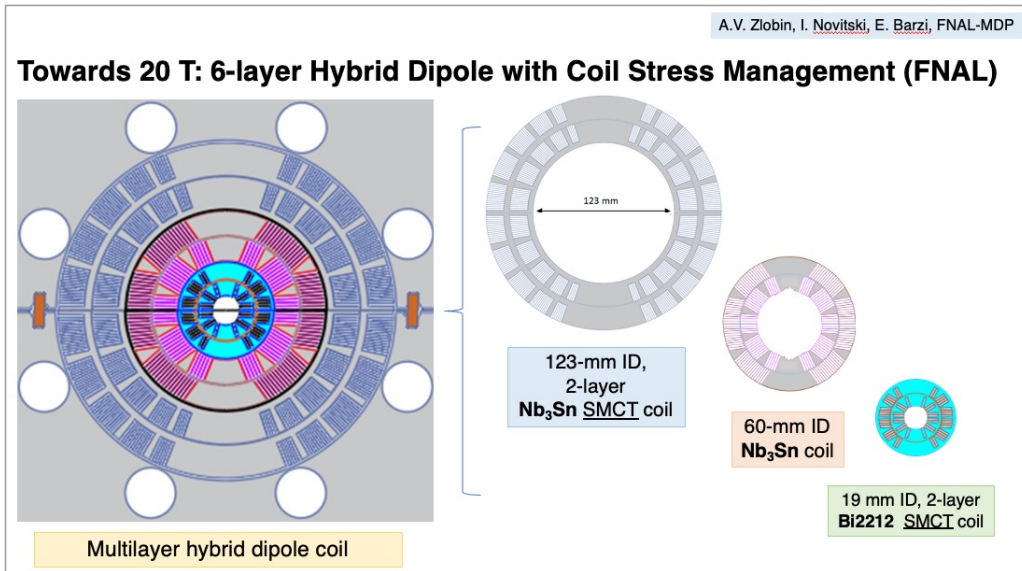 A.V. Zlobin, I. Novitski, E. Barzi, FNAL-MDP
Towards 20 T: 6-layer Hybrid Dipole with Coil Stress Management (FNAL)
123 mm
123-mm ID,
2-layer
Nb₃Sn SMCT coil
60-mm ID
Nb₃Sn coil
19 mm ID, 2-layer
Bi2212 SMCT coil
Multilayer hybrid dipole coil